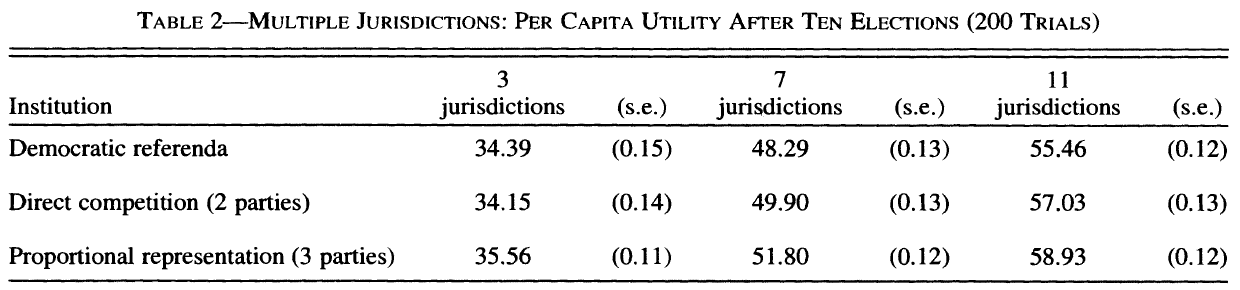 TABLE 2—MULTIPLE JURISDICTIONS: PER CAPITA UTILITY AFTER TEN ELECTIONS (200 TRIALS)
3 7 11
Institution jurisdictions (s.e.) jurisdictions (s.e.) jurisdictions (s.e.)
Democratic referenda 34.39 (0.15) 48.29 (0.13) 55.46 (0.12)
Direct competition (2 parties) 34.15 (0.14) 49.90 (0.13) 57.03 (0.13)
Proportional representation (3 parties) 35.56 (0.11) 51.80 (0.12) 58.93 (0.12)